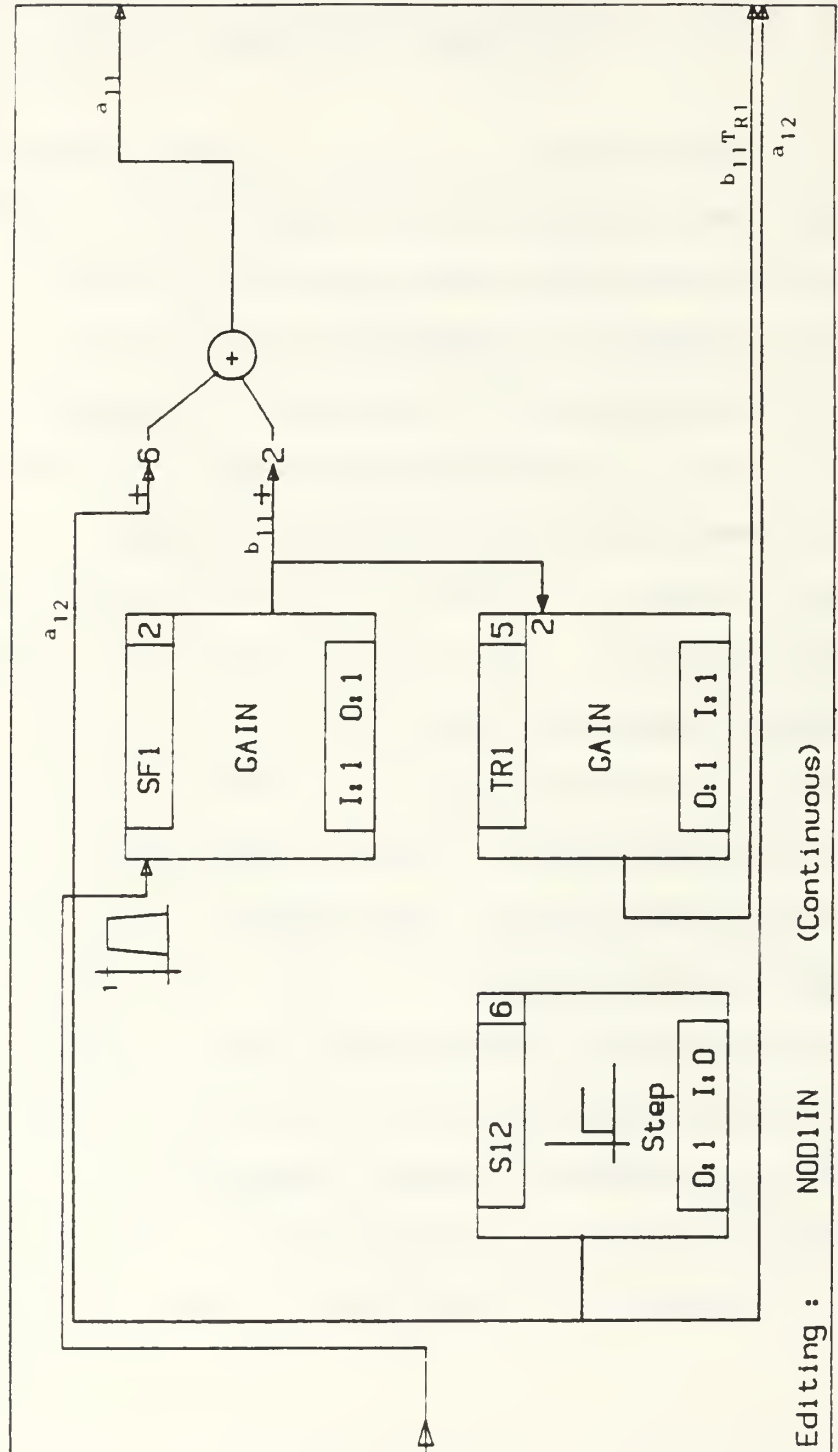 a11
a12
+ 6
b11 + 2
+
1
SF1 2
GAIN
I:1 O:1
S12 6
Step
O:1 I:0
TR1 5
2
GAIN
O:1 I:1
b11TR1
a12
Editing : NOD1IN (Continuous)